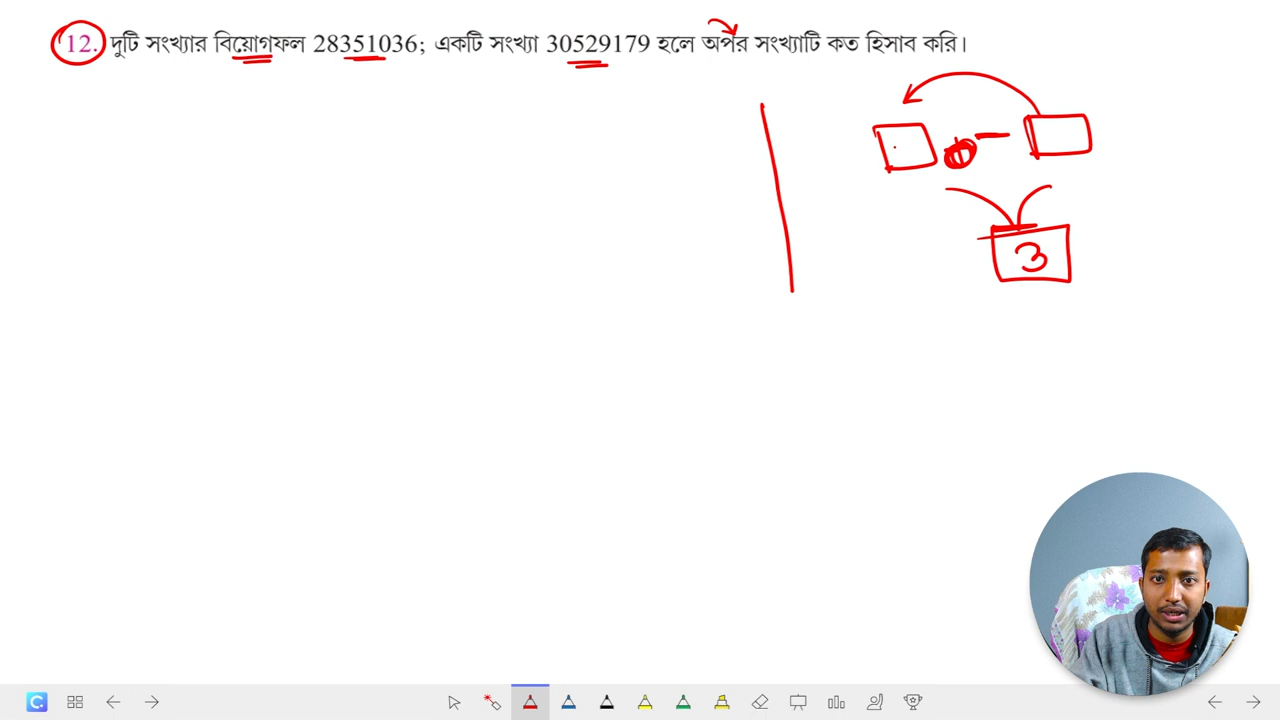 12. দুটি সংখ্যার বিয়োগফল 28351036; একটি সংখ্যা 30529179 হলে অপর সংখ্যাটি কত হিসাব করি।
-
3
C